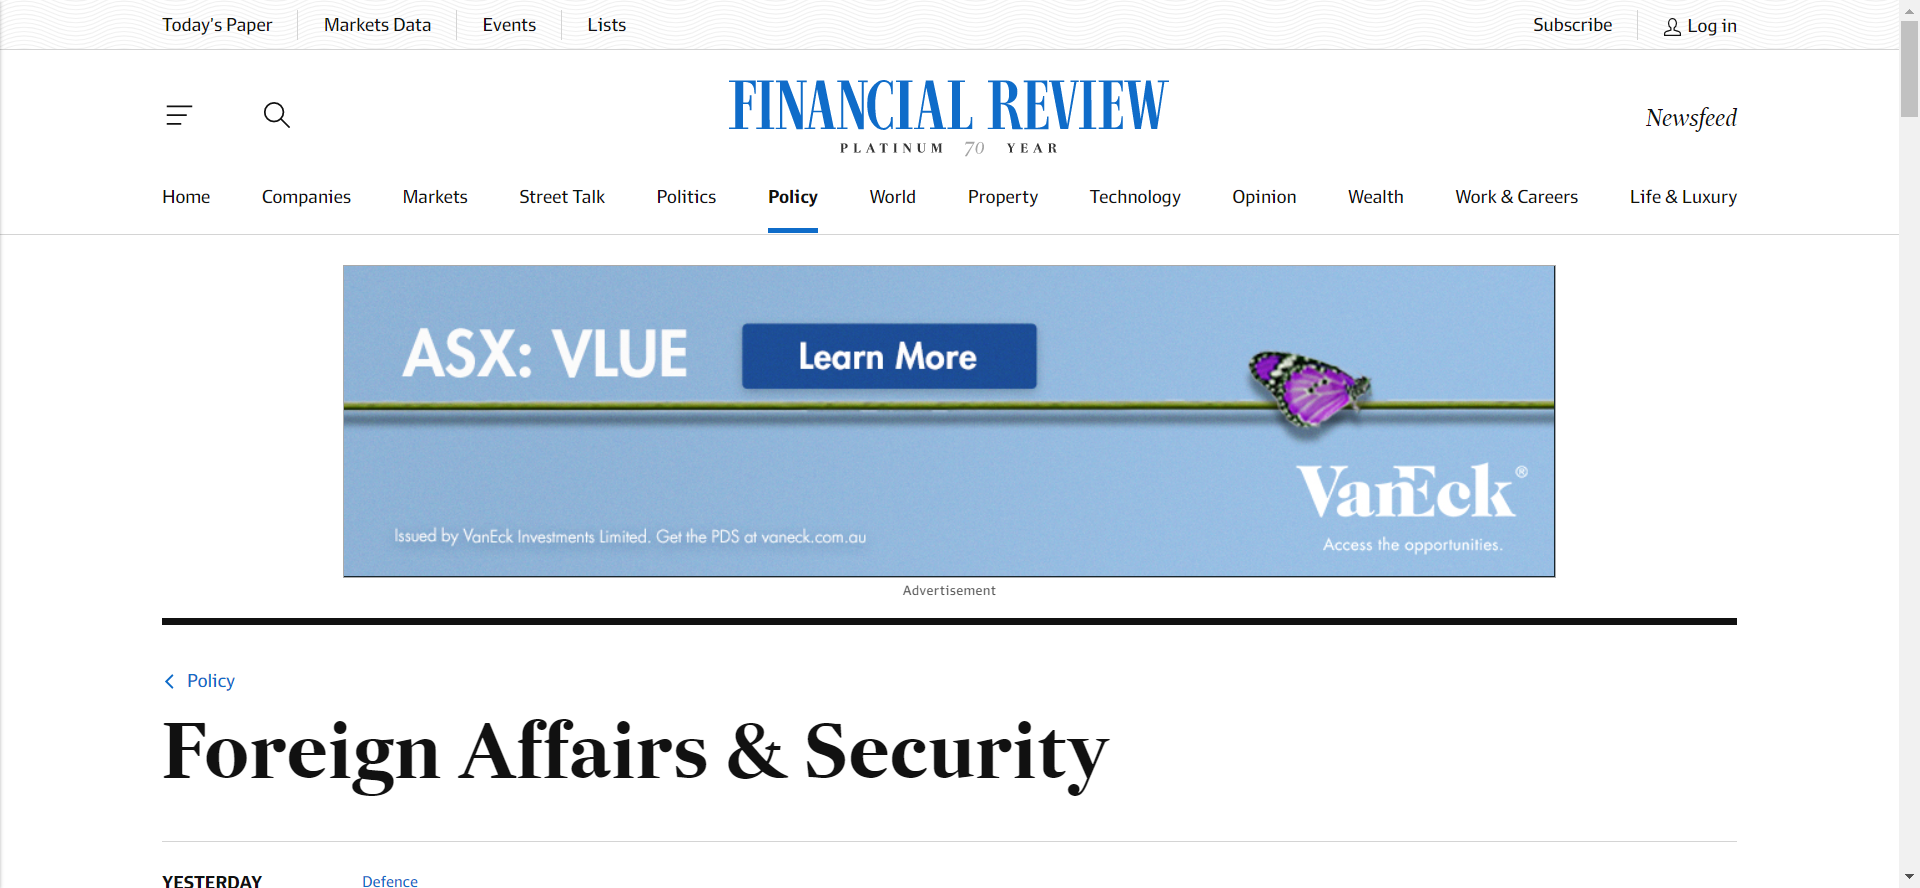 Today's Paper
Markets Data
Events
Lists
Subscribe
Log in
FINANCIAL REVIEW
PLATINUM 70 YEAR
Newsfeed
Home
Companies
Markets
Street Talk
Politics
Policy
World
Property
Technology
Opinion
Wealth
Work & Careers
Life & Luxury
ASX: VLUE
Learn More
VanEck®
Access the opportunities.
Issued by VanEck Investments Limited. Get the PDS at vaneck.com.au
Advertisement
Policy
Foreign Affairs & Security
YESTERDAY
Defence